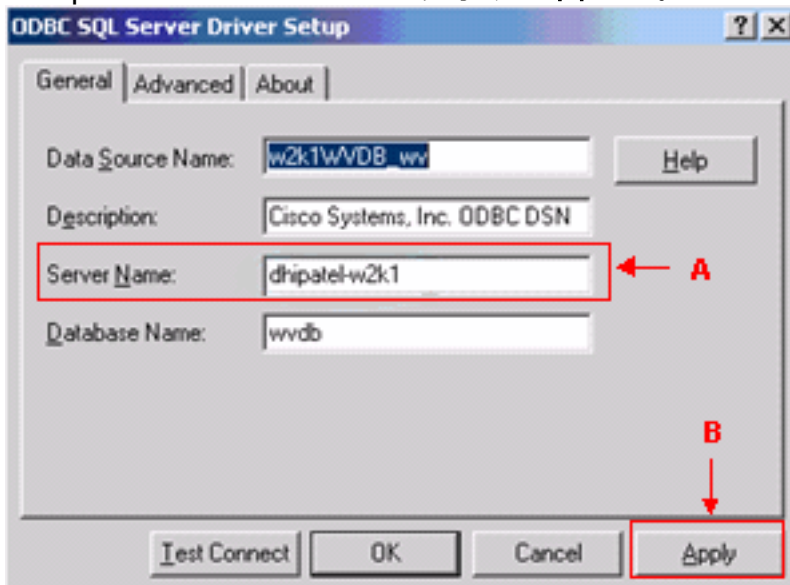 ODBC SQL Server Driver Setup
General Advanced About
Data Source Name: w2k1WVDB_wv Help
Description: Cisco Systems, Inc. ODBC DSN
Server Name: dhipatel-w2k1 A
Database Name: wvdb
B
Test Connect OK Cancel Apply